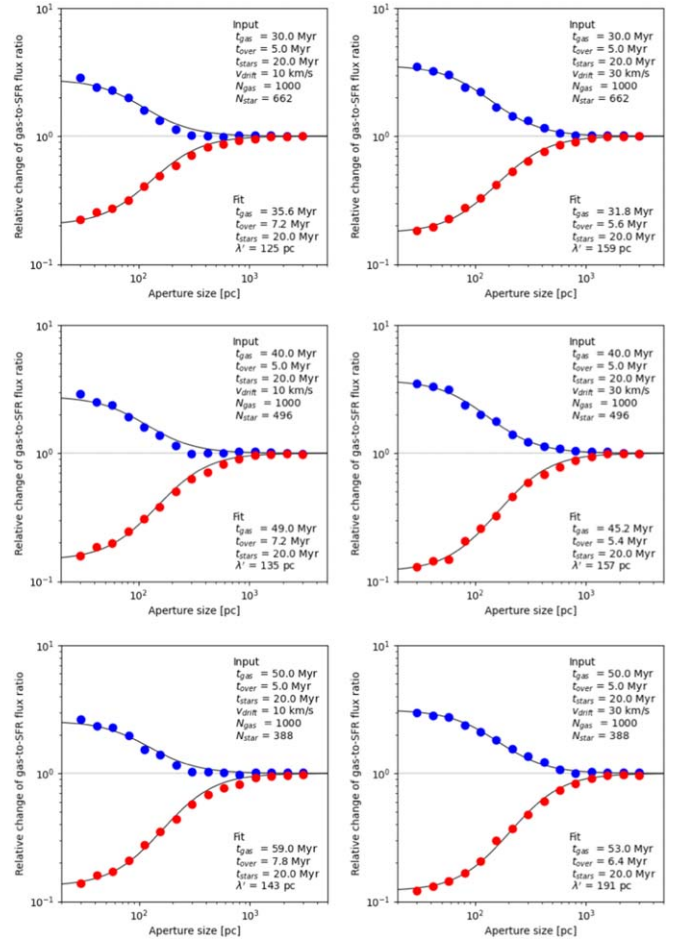 Relative change of gas-to-SFR flux ratio
10¹
10⁰
10⁻¹
Input
t_gas = 30.0 Myr
t_over = 5.0 Myr
t_stars = 20.0 Myr
v_drift = 10 km/s
N_gas = 1000
N_star = 662
Fit
t_gas = 35.6 Myr
t_over = 7.2 Myr
t_stars = 20.0 Myr
λ' = 125 pc
10²
10³
Aperture size [pc]
Relative change of gas-to-SFR flux ratio
10¹
10⁰
10⁻¹
Input
t_gas = 30.0 Myr
t_over = 5.0 Myr
t_stars = 20.0 Myr
v_drift = 30 km/s
N_gas = 1000
N_star = 662
Fit
t_gas = 31.8 Myr
t_over = 5.6 Myr
t_stars = 20.0 Myr
λ' = 159 pc
10²
10³
Aperture size [pc]
Relative change of gas-to-SFR flux ratio
10¹
10⁰
10⁻¹
Input
t_gas = 40.0 Myr
t_over = 5.0 Myr
t_stars = 20.0 Myr
v_drift = 10 km/s
N_gas = 1000
N_star = 496
Fit
t_gas = 49.0 Myr
t_over = 7.2 Myr
t_stars = 20.0 Myr
λ' = 135 pc
10²
10³
Aperture size [pc]
Relative change of gas-to-SFR flux ratio
10¹
10⁰
10⁻¹
Input
t_gas = 40.0 Myr
t_over = 5.0 Myr
t_stars = 20.0 Myr
v_drift = 30 km/s
N_gas = 1000
N_star = 496
Fit
t_gas = 45.2 Myr
t_over = 5.4 Myr
t_stars = 20.0 Myr
λ' = 157 pc
10²
10³
Aperture size [pc]
Relative change of gas-to-SFR flux ratio
10¹
10⁰
10⁻¹
Input
t_gas = 50.0 Myr
t_over = 5.0 Myr
t_stars = 20.0 Myr
v_drift = 10 km/s
N_gas = 1000
N_star = 388
Fit
t_gas = 59.0 Myr
t_over = 7.8 Myr
t_stars = 20.0 Myr
λ' = 143 pc
10²
10³
Aperture size [pc]
Relative change of gas-to-SFR flux ratio
10¹
10⁰
10⁻¹
Input
t_gas = 50.0 Myr
t_over = 5.0 Myr
t_stars = 20.0 Myr
v_drift = 30 km/s
N_gas = 1000
N_star = 388
Fit
t_gas = 53.0 Myr
t_over = 6.4 Myr
t_stars = 20.0 Myr
λ' = 191 pc
10²
10³
Aperture size [pc]